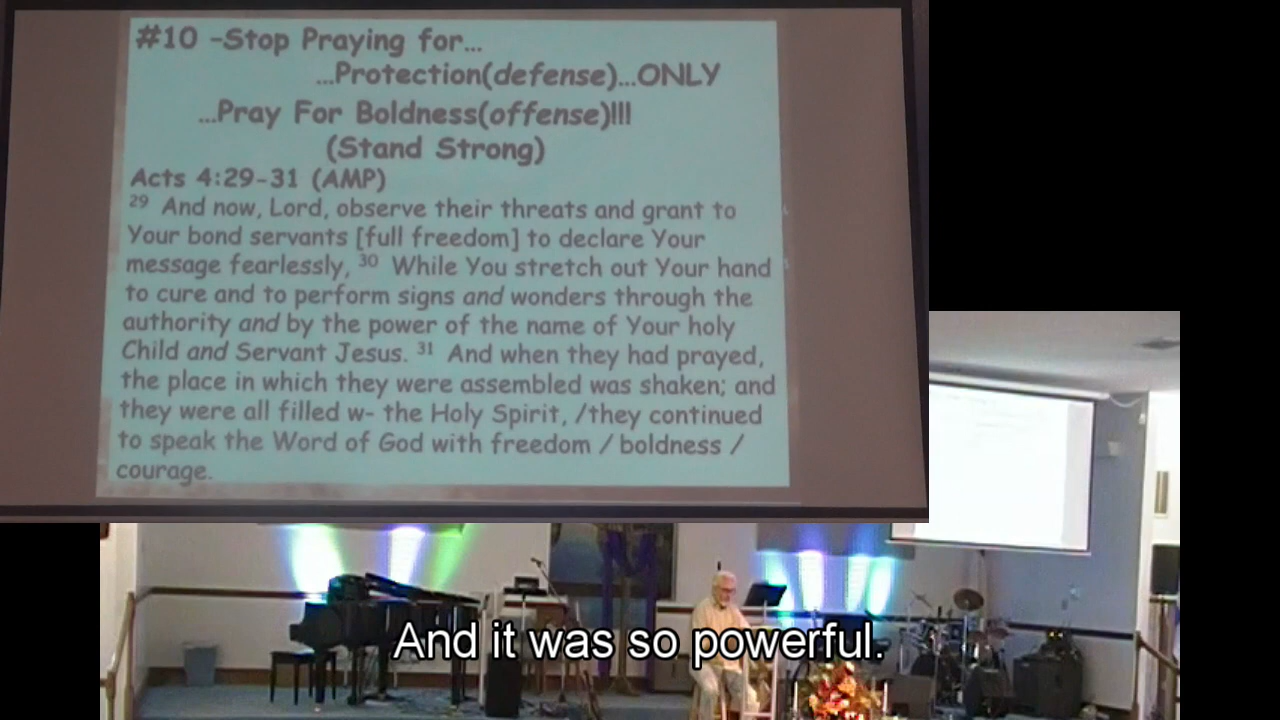 #10 -Stop Praying for...
...Protection(defense)...ONLY
...Pray For Boldness(offense)!!!
(Stand Strong)
Acts 4:29-31 (AMP)
29 And now, Lord, observe their threats and grant to
Your bond servants [full freedom] to declare Your
message fearlessly, 30 While You stretch out Your hand
to cure and to perform signs and wonders through the
authority and by the power of the name of Your holy
Child and Servant Jesus. 31 And when they had prayed,
the place in which they were assembled was shaken; and
they were all filled w- the Holy Spirit, /they continued
to speak the Word of God with freedom / boldness /
courage.
And it was so powerful.